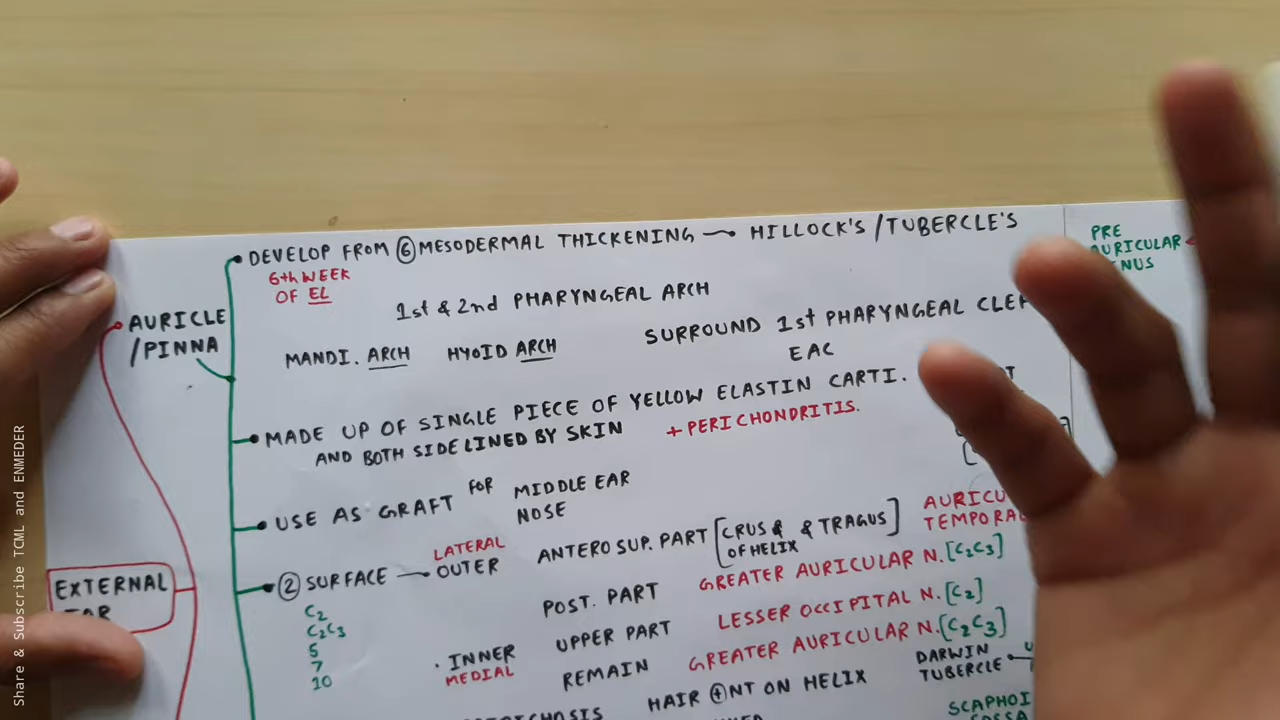 DEVELOP FROM 6 MESODERMAL THICKENING HILLOCK'S / TUBERCLE'S
6th WEEK
OF EL
1st & 2nd PHARYNGEAL ARCH
AURICLE
/PINNA
MANDI. ARCH HYOID ARCH
SURROUND 1st PHARYNGEAL
EAC
MADE UP OF SINGLE PIECE OF YELLOW ELASTIN CARTI.
AND BOTH SIDE LINED BY SKIN + PERICHONDRITIS.
USE AS GRAFT FOR MIDDLE EAR
NOSE
2 SURFACE
LATERAL
OUTER
ANTERO SUP. PART [CRUS & TRAGUS]
OF HELIX
POST. PART GREATER AURICULAR N. [C2C3]
C2
C2C3
5
7
10
INNER
MEDIAL
UPPER PART LESSER OCCIPITAL N. [C2]
REMAIN GREATER AURICULAR N. [C2C3]
DARWIN
TUBERCLE
HAIR ⊕NT ON HELIX
EXTERNAL
PRE
Share & Subscribe TCML and ENMEDER